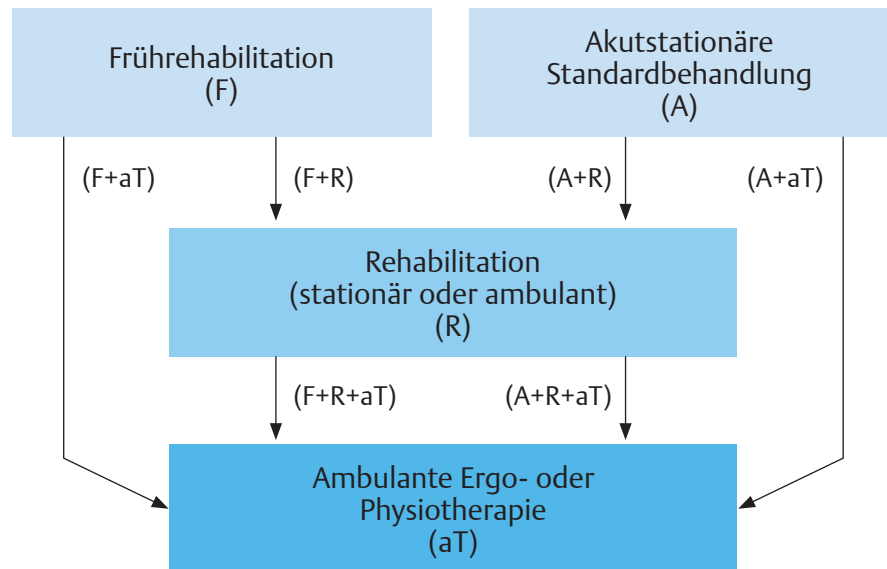 Frührehabilitation
(F)
Akutstationäre
Standardbehandlung
(A)
(F+aT)
(F+R)
(A+R)
(A+aT)
Rehabilitation
(stationär oder ambulant)
(R)
(F+R+aT)
(A+R+aT)
Ambulante Ergo- oder
Physiotherapie
(aT)